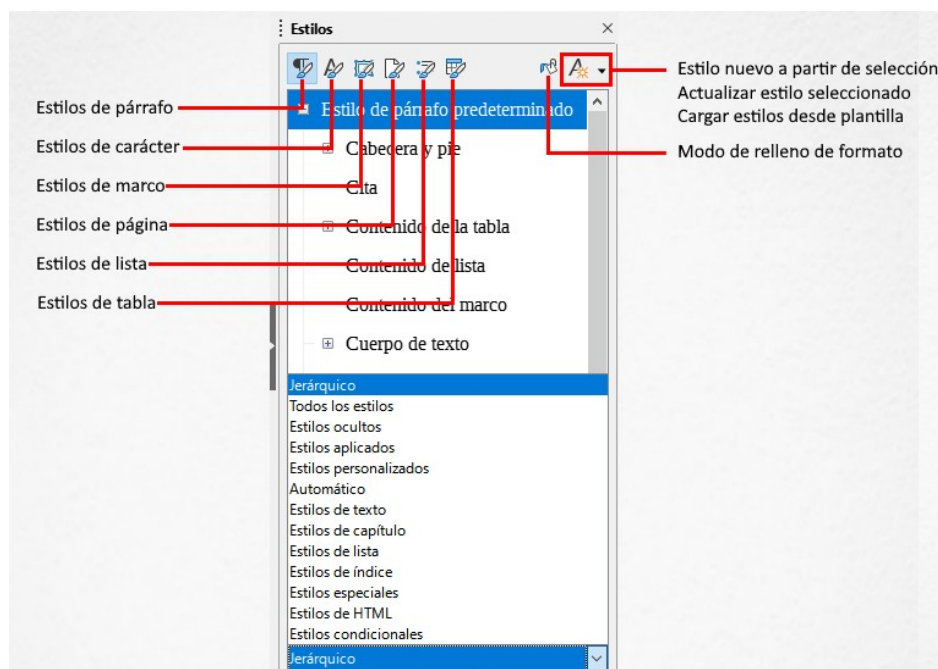 Estilos
Estilos de párrafo
Estilos de carácter
Estilos de marco
Estilos de página
Estilos de lista
Estilos de tabla
Estilo nuevo a partir de selección
Actualizar estilo seleccionado
Cargar estilos desde plantilla
Modo de relleno de formato
Estilo de párrafo predeterminado
Cabecera y pie
Cita
Contenido de la tabla
Contenido de lista
Contenido del marco
Cuerpo de texto
Jerárquico
Todos los estilos
Estilos ocultos
Estilos aplicados
Estilos personalizados
Automático
Estilos de texto
Estilos de capítulo
Estilos de lista
Estilos de índice
Estilos especiales
Estilos de HTML
Estilos condicionales
Jerárquico